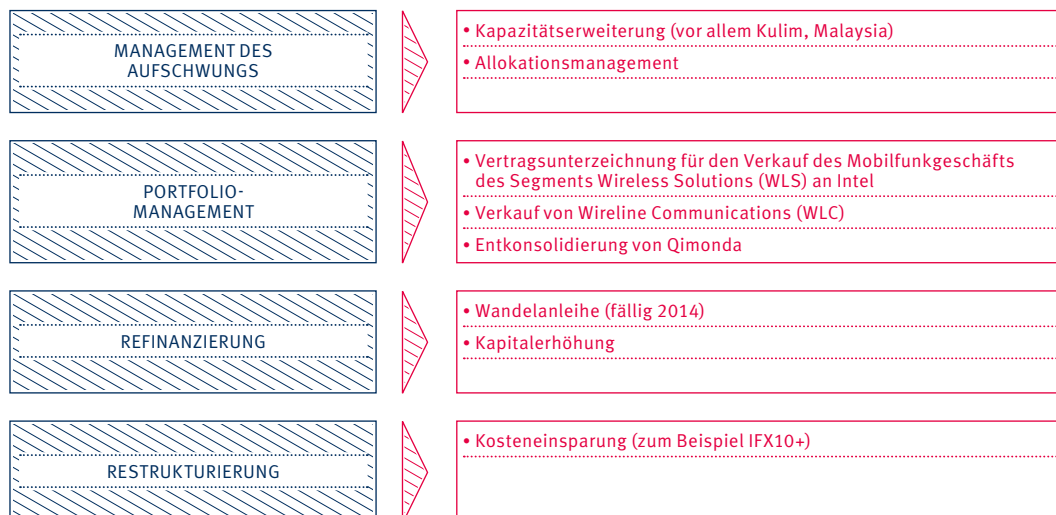 MANAGEMENT DES
AUFSCHWUNGS
• Kapazitätserweiterung (vor allem Kulim, Malaysia)
• Allokationsmanagement
PORTFOLIO-
MANAGEMENT
• Vertragsunterzeichnung für den Verkauf des Mobilfunkgeschäfts
des Segments Wireless Solutions (WLS) an Intel
• Verkauf von Wireline Communications (WLC)
• Entkonsolidierung von Qimonda
REFINANZIERUNG
• Wandelanleihe (fällig 2014)
• Kapitalerhöhung
RESTRUKTURIERUNG
• Kosteneinsparung (zum Beispiel IFX10+)